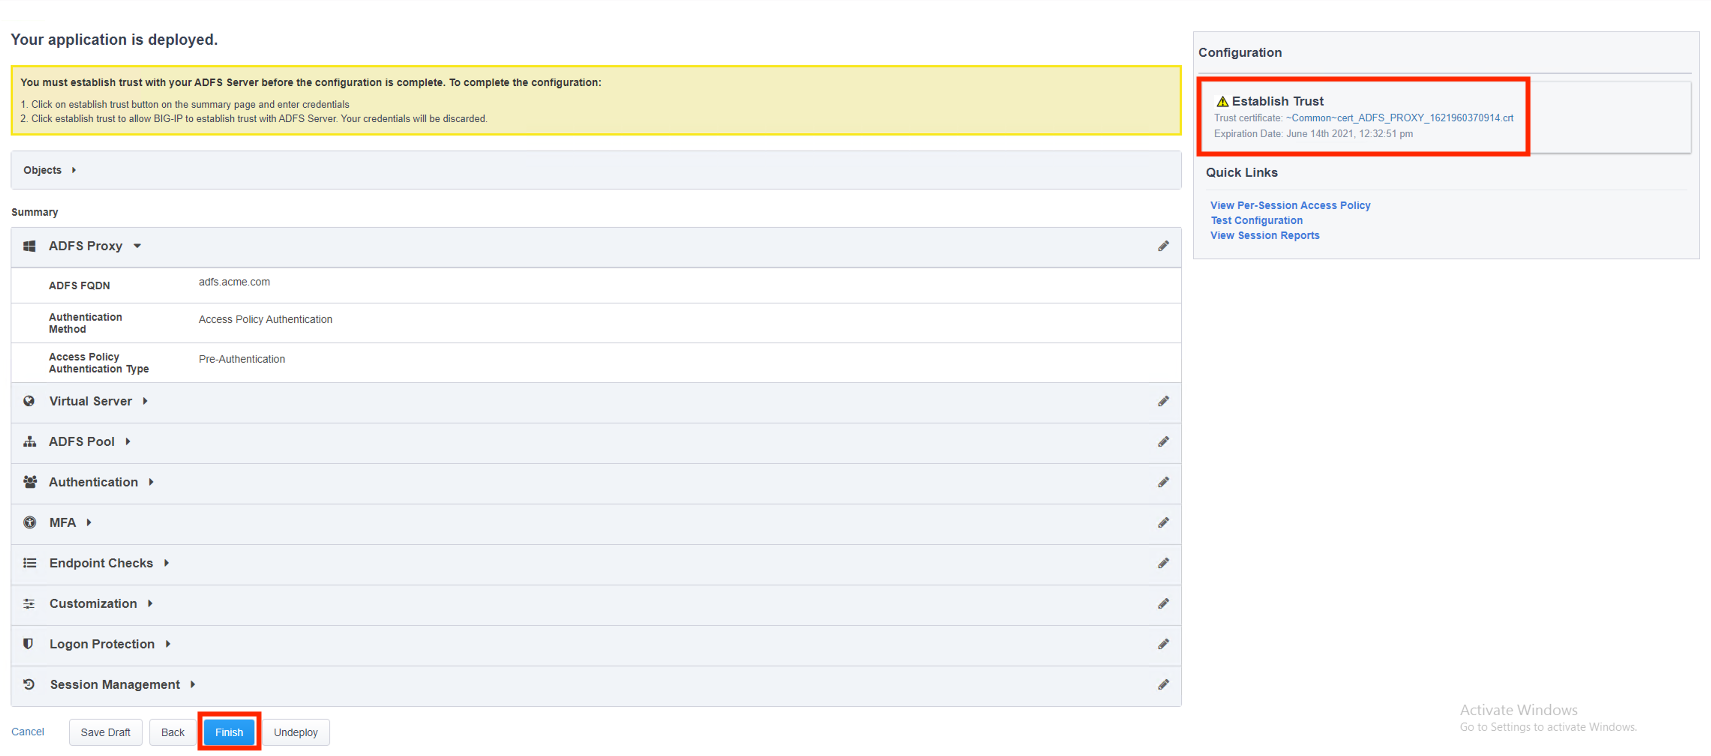 Your application is deployed.
You must establish trust with your ADFS Server before the configuration is complete. To complete the configuration:
1. Click on establish trust button on the summary page and enter credentials
2. Click establish trust to allow BIG-IP to establish trust with ADFS Server. Your credentials will be discarded.
Objects
Summary
ADFS Proxy
ADFS FQDN adfs.acme.com
Authentication
Method
Access Policy Authentication
Access Policy
Authentication Type
Pre-Authentication
Virtual Server
ADFS Pool
Authentication
MFA
Endpoint Checks
Customization
Logon Protection
Session Management
Cancel Save Draft Back Finish Undeploy
Configuration
Establish Trust
Trust certificate: ~Common~cert_ADFS_PROXY_1621960370914.crt
Expiration Date: June 14th 2021, 12:32:51 pm
Quick Links
View Per-Session Access Policy
Test Configuration
View Session Reports
Activate Windows
Go to Settings to activate Windows.